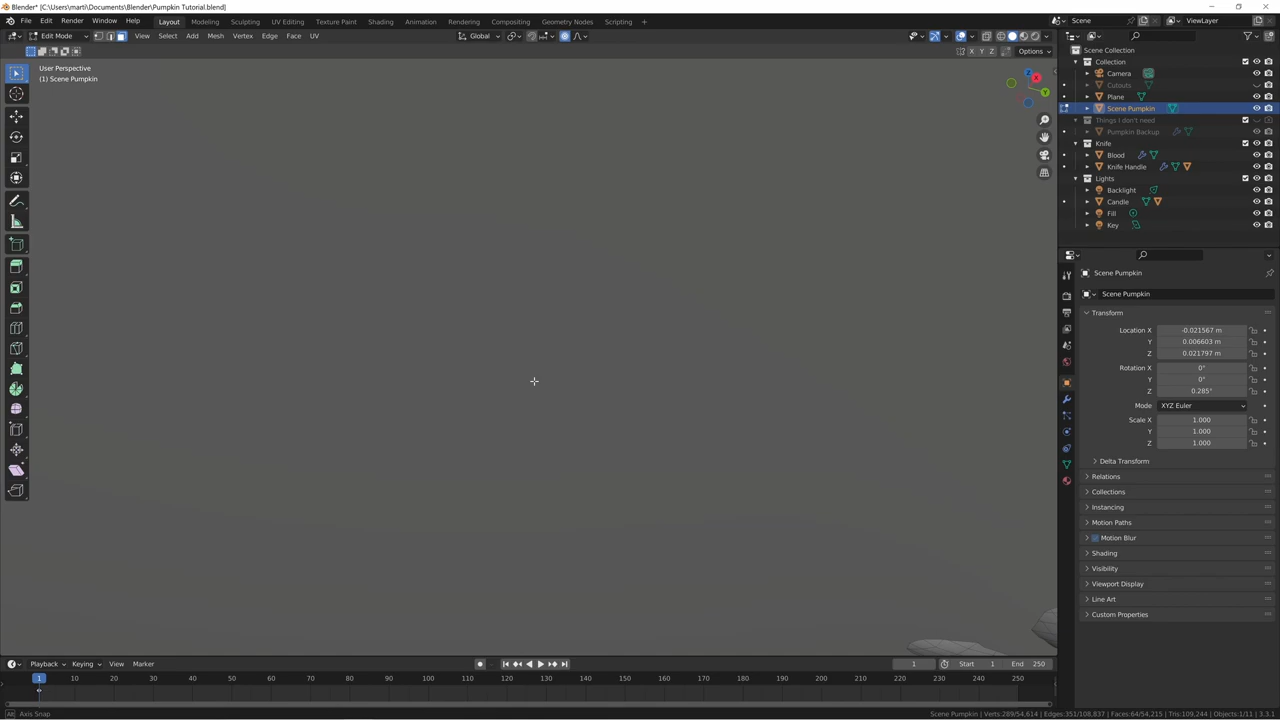 Blender* [C:\Users\marti\Documents\Blender\Pumpkin Tutorial.blend]
File Edit Render Window Help Layout Modeling Sculpting UV Editing Texture Paint Shading Animation Rendering Compositing Geometry Nodes Scripting + Scene ViewLayer
Edit Mode View Select Add Mesh Vertex Edge Face UV Global
X Y Z Options
User Perspective
(1) Scene Pumpkin
Z X Y
Scene Collection
Collection
Camera
Cutouts
Plane
Scene Pumpkin
Things I don't need
Pumpkin Backup
Knife
Blood
Knife Handle
Lights
Backlight
Candle
Fill
Key
Scene Pumpkin
Scene Pumpkin
Transform
Location X -0.021567 m
Y 0.006603 m
Z 0.021797 m
Rotation X 0°
Y 0°
Z 0.285°
Mode XYZ Euler
Scale X 1.000
Y 1.000
Z 1.000
Delta Transform
Relations
Collections
Instancing
Motion Paths
Motion Blur
Shading
Visibility
Viewport Display
Line Art
Custom Properties
Playback Keying View Marker 1 Start 1 End 250
1 10 20 30 40 50 60 70 80 90 100 110 120 130 140 150 160 170 180 190 200 210 220 230 240 250
Alt Axis Snap Scene Pumpkin | Verts:289/54,614 | Edges:351/108,837 | Faces:64/54,215 | Tris:109,244 | Objects:1/11 | 3.3.1